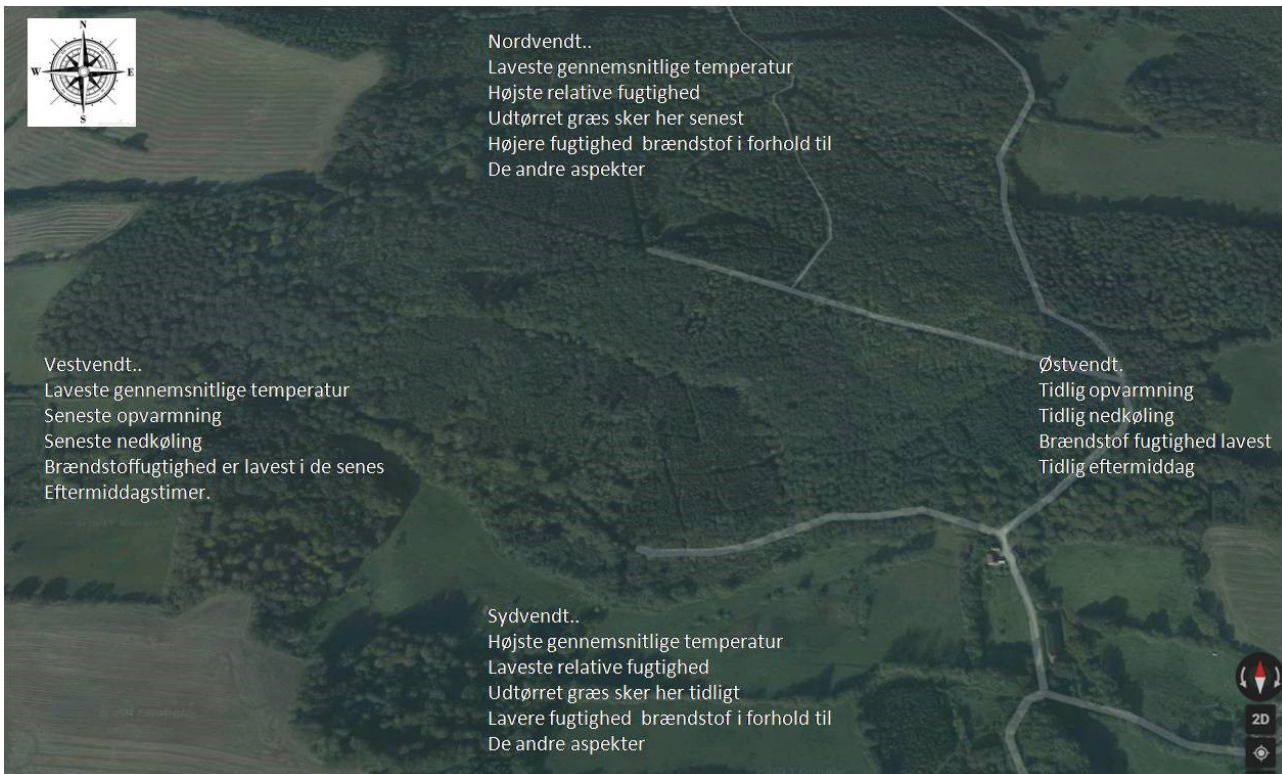 N
W E
S
Nordvendt..
Laveste gennemsnitlige temperatur
Højste relative fugtighed
Udtørret græs sker her senest
Højere fugtighed  brændstof i forhold til
De andre aspekter
Vestvendt..
Laveste gennemsnitlige temperatur
Seneste opvarmning
Seneste nedkøling
Brændstoffugtighed er lavest i de senes
Eftermiddagstimer.
Østvendt.
Tidlig opvarmning
Tidlig nedkøling
Brændstof fugtighed lavest
Tidlig eftermiddag
Sydvendt..
Højste gennemsnitlige temperatur
Laveste relative fugtighed
Udtørret græs sker her tidligt
Lavere fugtighed  brændstof i forhold til
De andre aspekter
2D